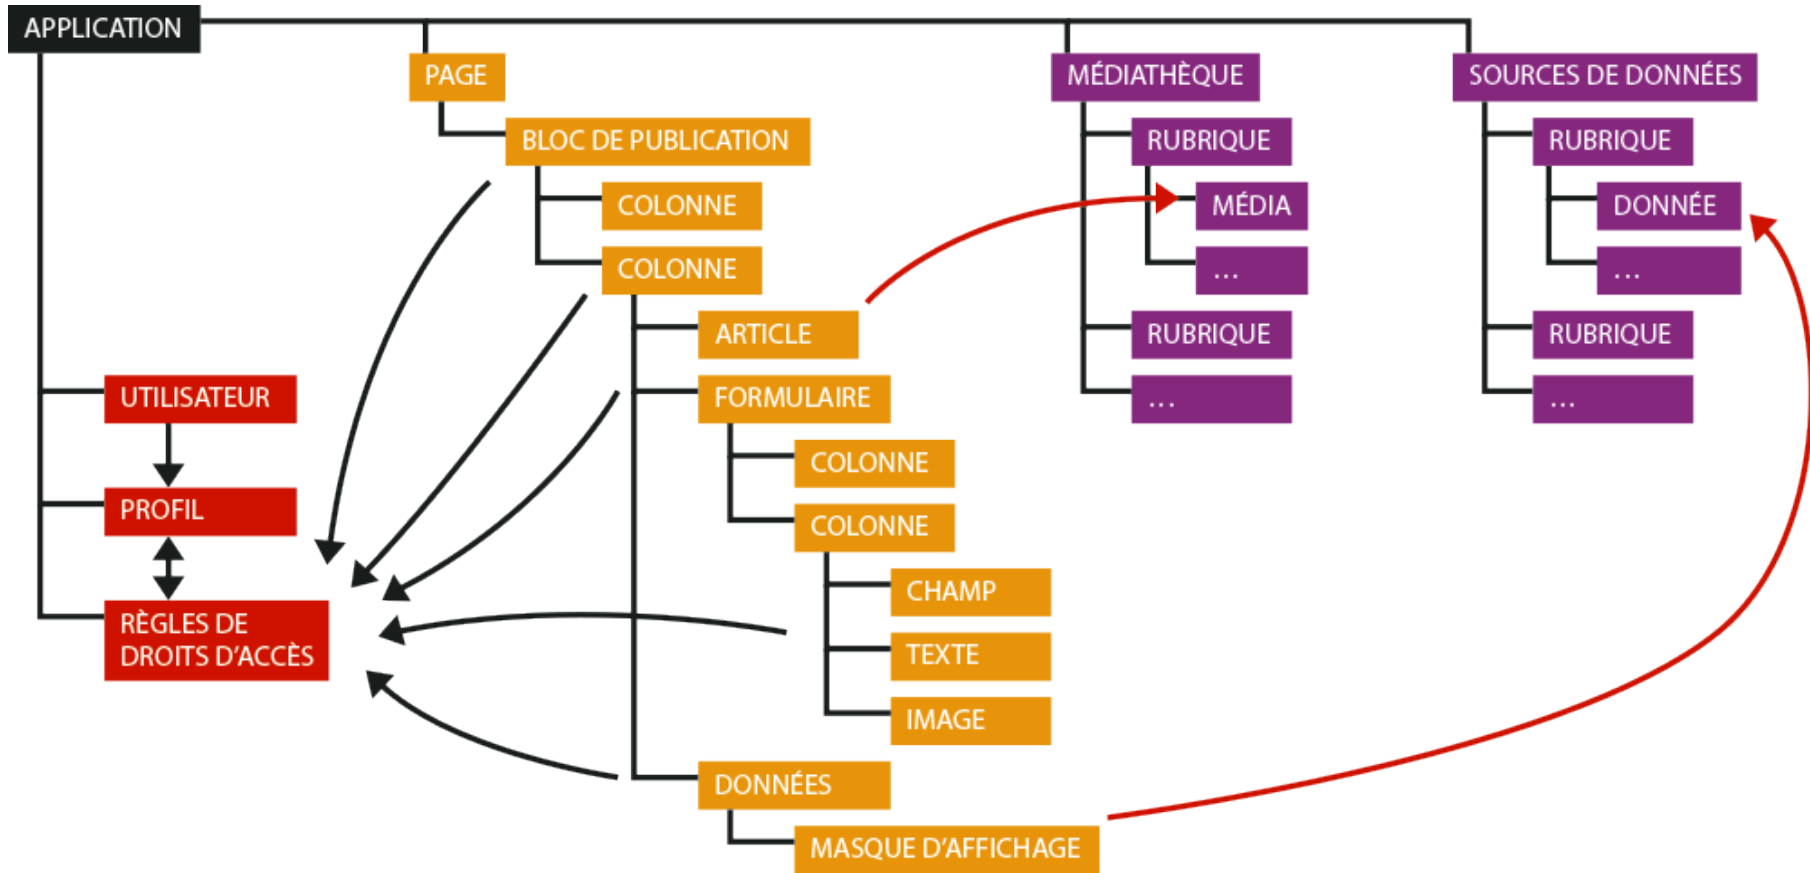 APPLICATION
PAGE
BLOC DE PUBLICATION
COLONNE
COLONNE
ARTICLE
FORMULAIRE
COLONNE
COLONNE
CHAMP
TEXTE
IMAGE
DONNÉES
MASQUE D'AFFICHAGE
UTILISATEUR
PROFIL
RÈGLES DE
DROITS D'ACCÈS
MÉDIATHÈQUE
RUBRIQUE
MÉDIA
...
RUBRIQUE
...
SOURCES DE DONNÉES
RUBRIQUE
DONNÉE
...
RUBRIQUE
...